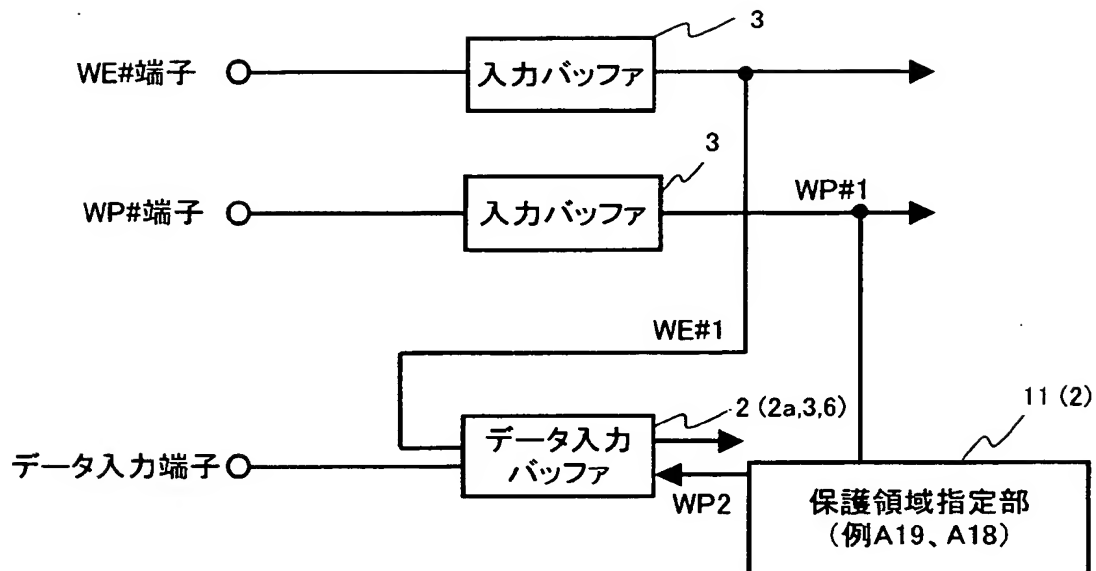 3
WE#端子
入力バッファ
3
WP#端子
入力バッファ
WP#1
WE#1
2 (2a,3,6)
11 (2)
データ入力端子
データ入力
バッファ
WP2
保護領域指定部
(例A19、A18)